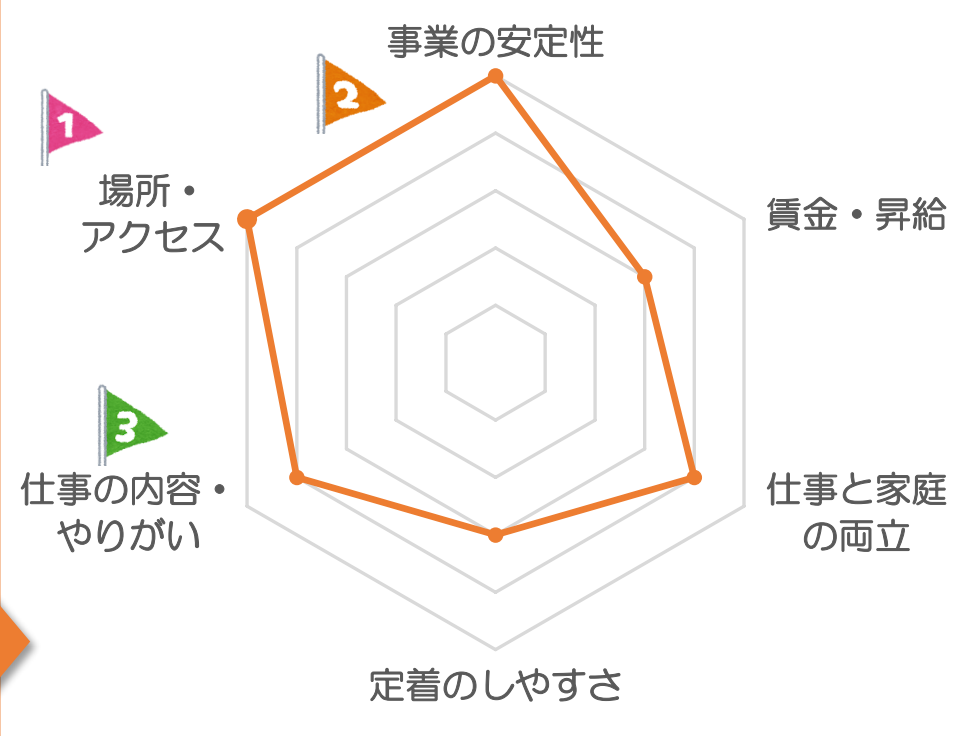 事業の安定性
2
1
場所・
アクセス
賃金・昇給
3
仕事の内容・
やりがい
仕事と家庭
の両立
定着のしやすさ